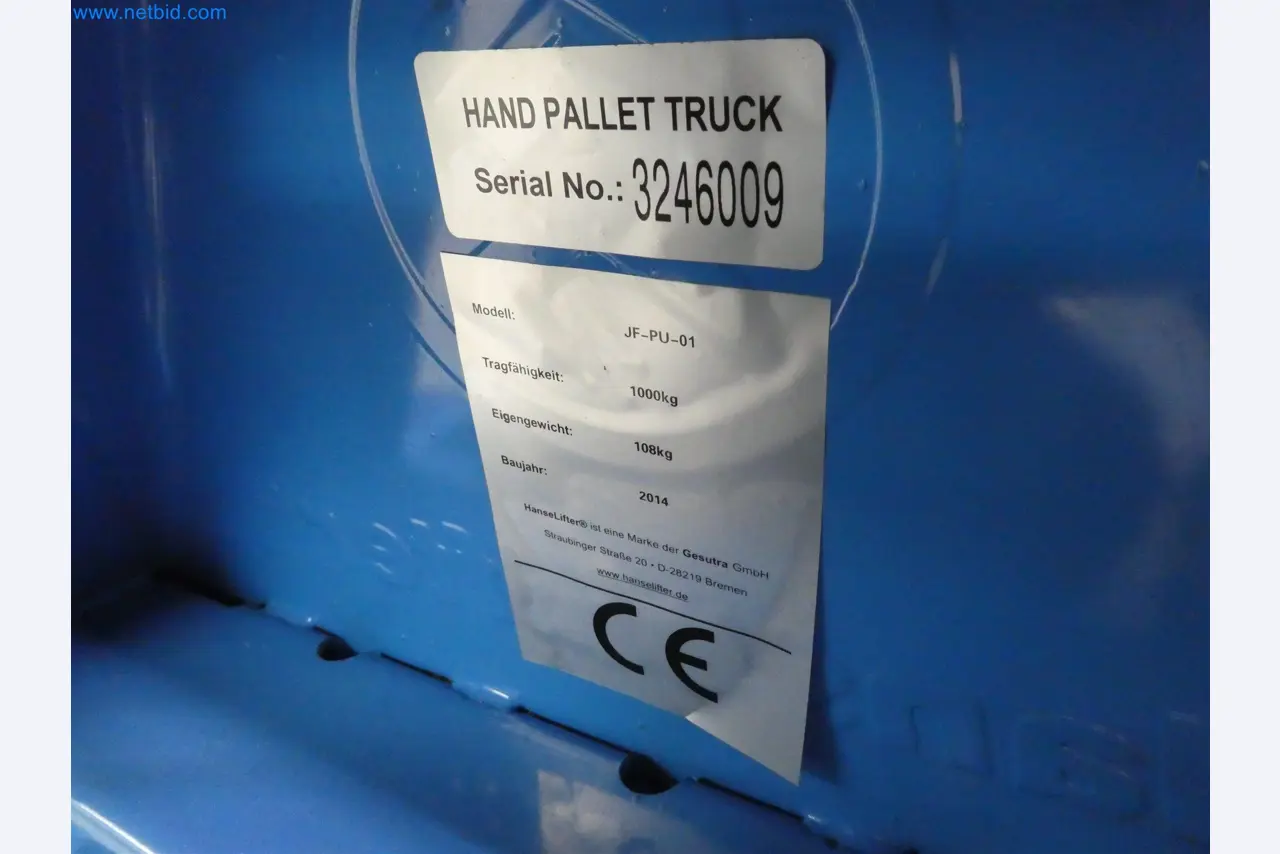 www.netbid.com
HAND PALLET TRUCK
Serial No.: 3246009
Modell: JF-PU-01
Tragfähigkeit: 1000kg
Eigengewicht: 108kg
Baujahr: 2014
HanseLifter® ist eine Marke der Gesutra GmbH
Straubinger Straße 20 • D-28219 Bremen
www.hanselifter.de
CE